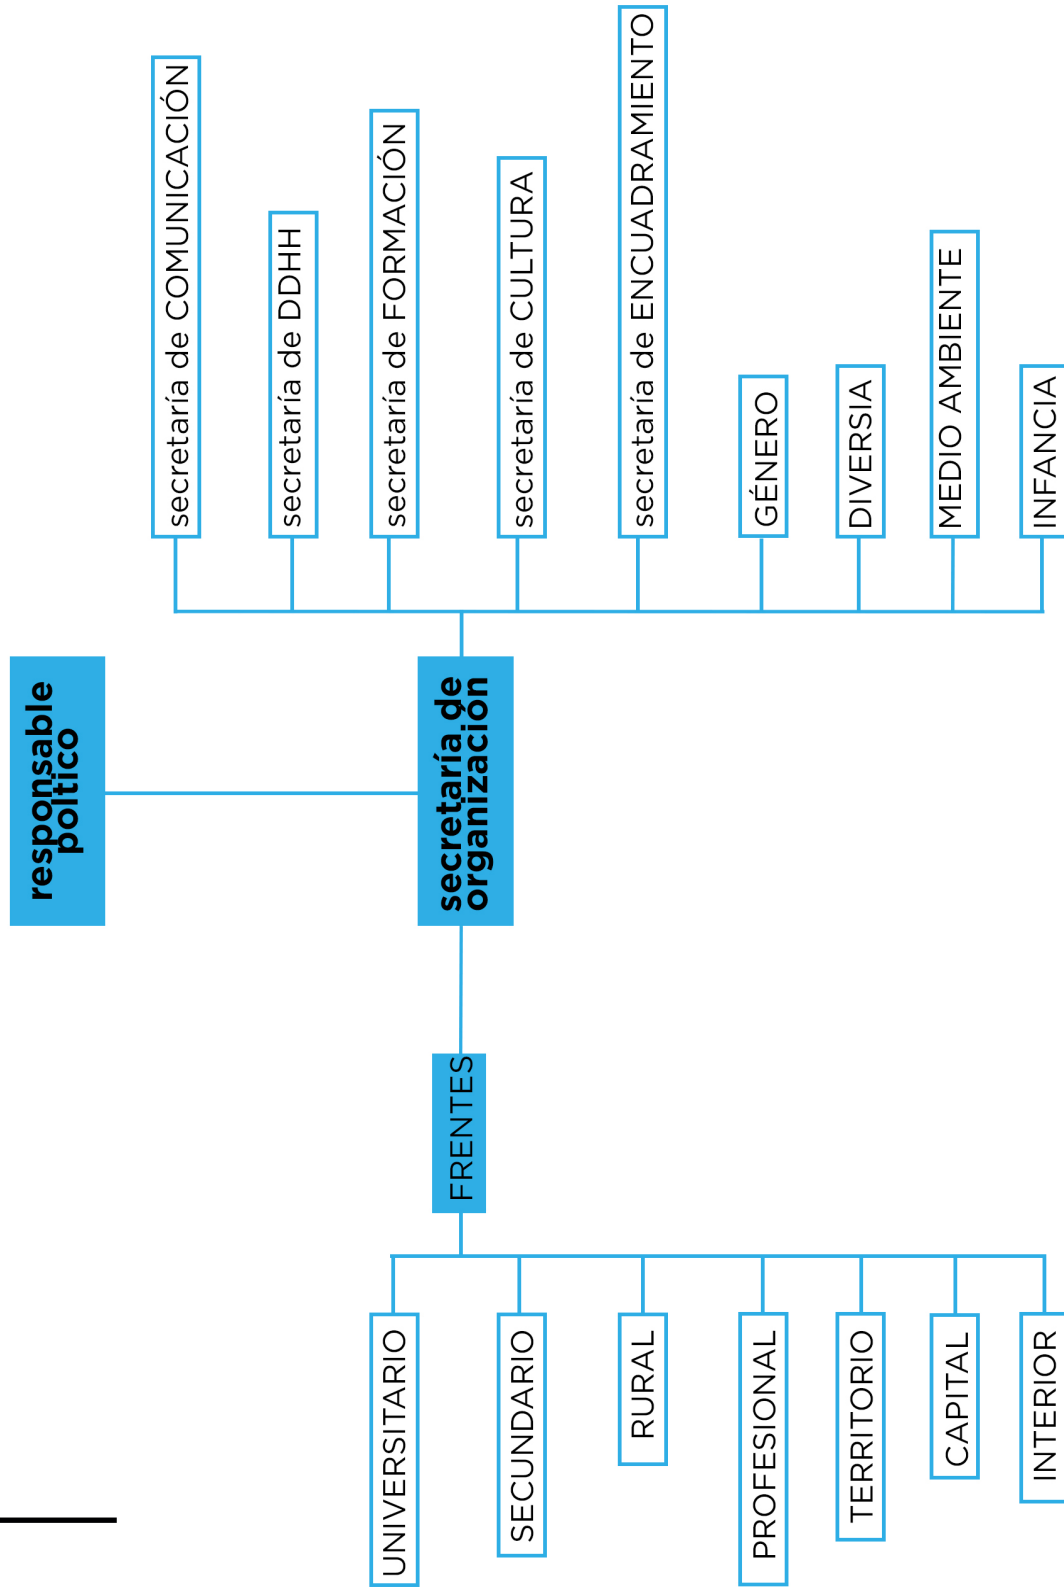 responsable
poltico
secretaría de
organización
FRENTES
UNIVERSITARIO
SECUNDARIO
RURAL
PROFESIONAL
TERRITORIO
CAPITAL
INTERIOR
secretaría de COMUNICACIÓN
secretaría de DDHH
secretaría de FORMACIÓN
secretaría de CULTURA
secretaría de ENCUADRAMIENTO
GÉNERO
DIVERSIA
MEDIO AMBIENTE
INFANCIA